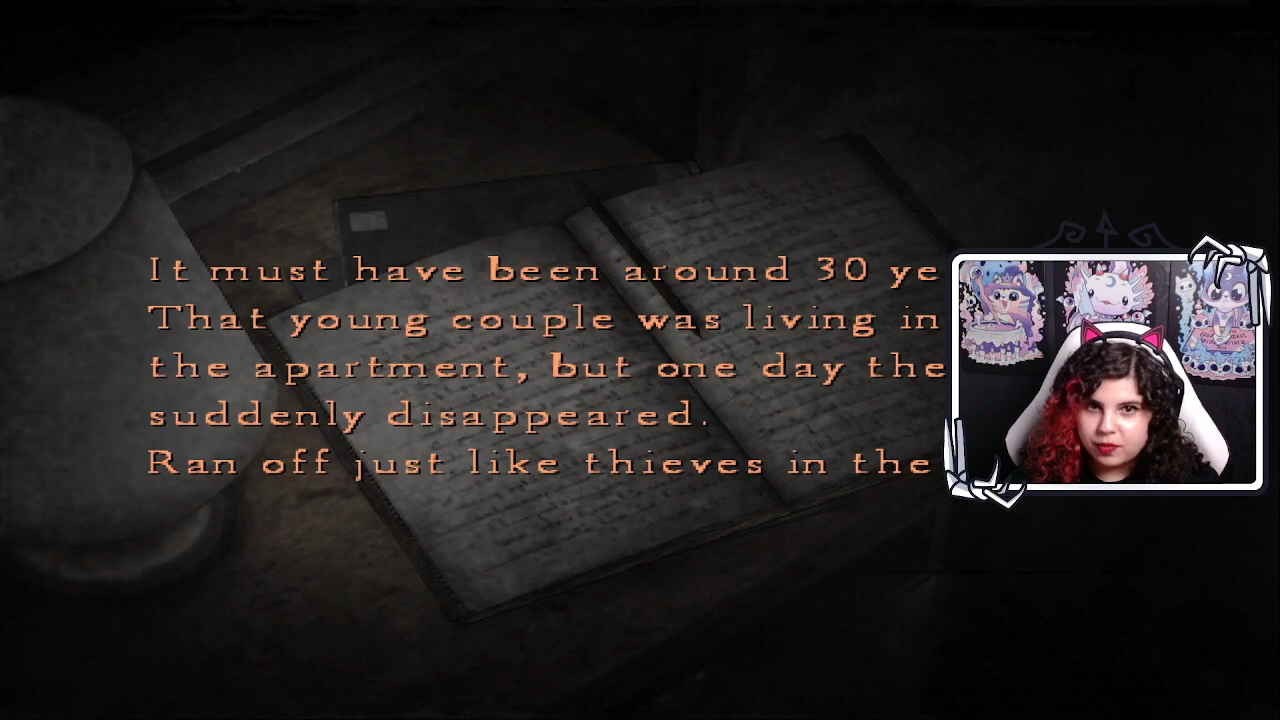 It must have been around 30 ye
That young couple was living in
the apartment, but one day the
suddenly disappeared.
Ran off just like thieves in the